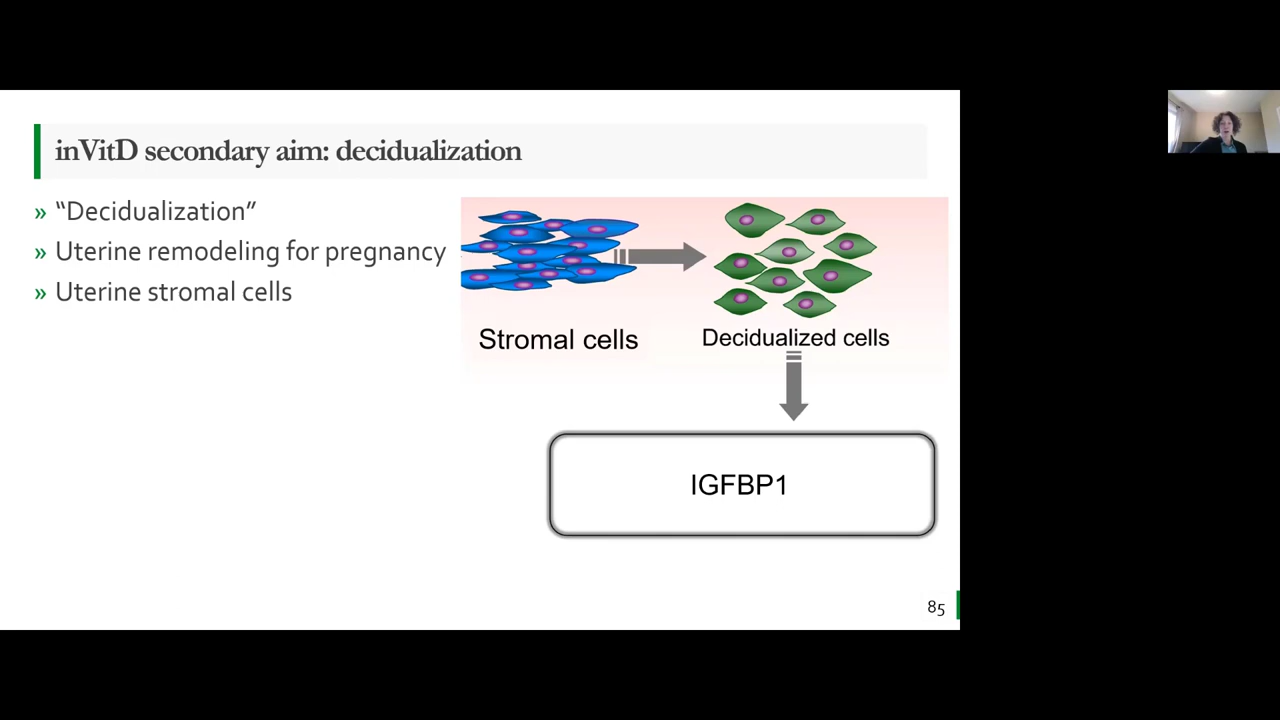 inVitD secondary aim: decidualization
» “Decidualization”
» Uterine remodeling for pregnancy
» Uterine stromal cells
Stromal cells
Decidualized cells
IGFBP1
85